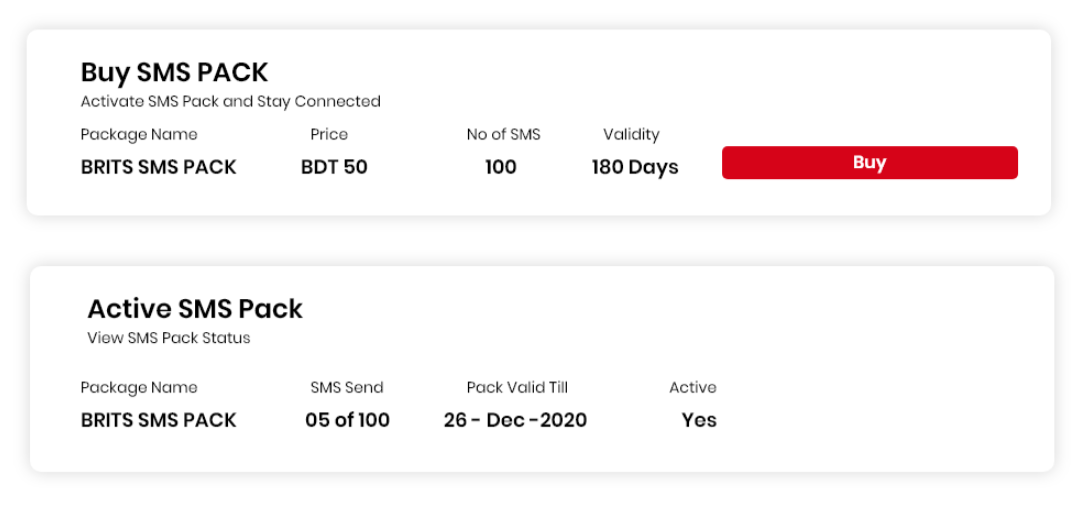 Buy SMS PACK
Activate SMS Pack and Stay Connected
Package Name Price No of SMS Validity
BRITS SMS PACK BDT 50 100 180 Days Buy
Active SMS Pack
View SMS Pack Status
Package Name SMS Send Pack Valid Till Active
BRITS SMS PACK 05 of 100 26 - Dec -2020 Yes